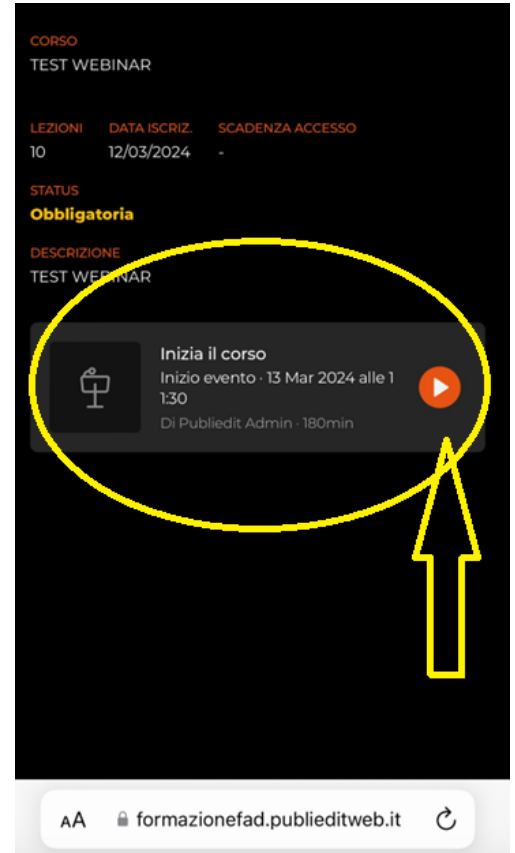 CORSO
TEST WEBINAR
LEZIONI DATA ISCRIZ. SCADENZA ACCESSO
10 12/03/2024 -
STATUS
Obbligatoria
DESCRIZIONE
TEST WEBINAR
Inizia il corso
Inizio evento · 13 Mar 2024 alle 1
1:30
Di Publiedit Admin · 180min
AA formazionefad.publieditweb.it